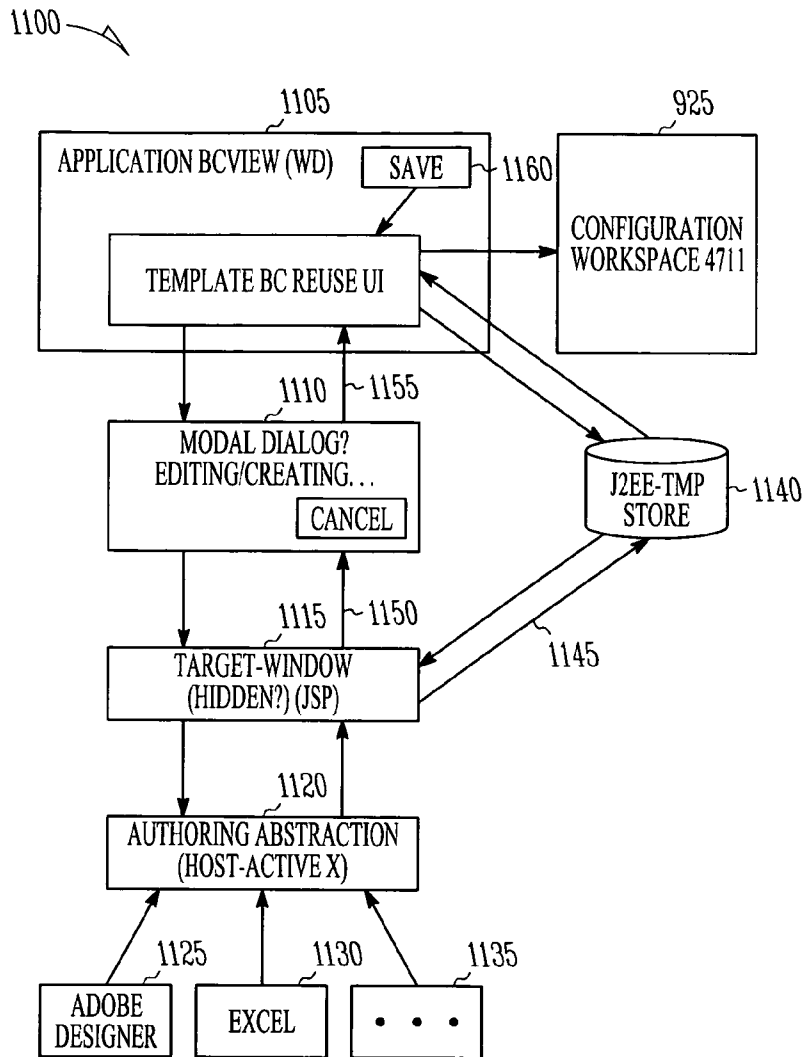 1100
1105
925
APPLICATION BCVIEW (WD)
SAVE
1160
CONFIGURATION
WORKSPACE 4711
TEMPLATE BC REUSE UI
1110
1155
MODAL DIALOG?
EDITING/CREATING. . .
CANCEL
J2EE-TMP
STORE
1140
1115
1150
1145
TARGET-WINDOW
(HIDDEN?) (JSP)
1120
AUTHORING ABSTRACTION
(HOST-ACTIVE X)
1125
1130
1135
ADOBE
DESIGNER
EXCEL
• • •